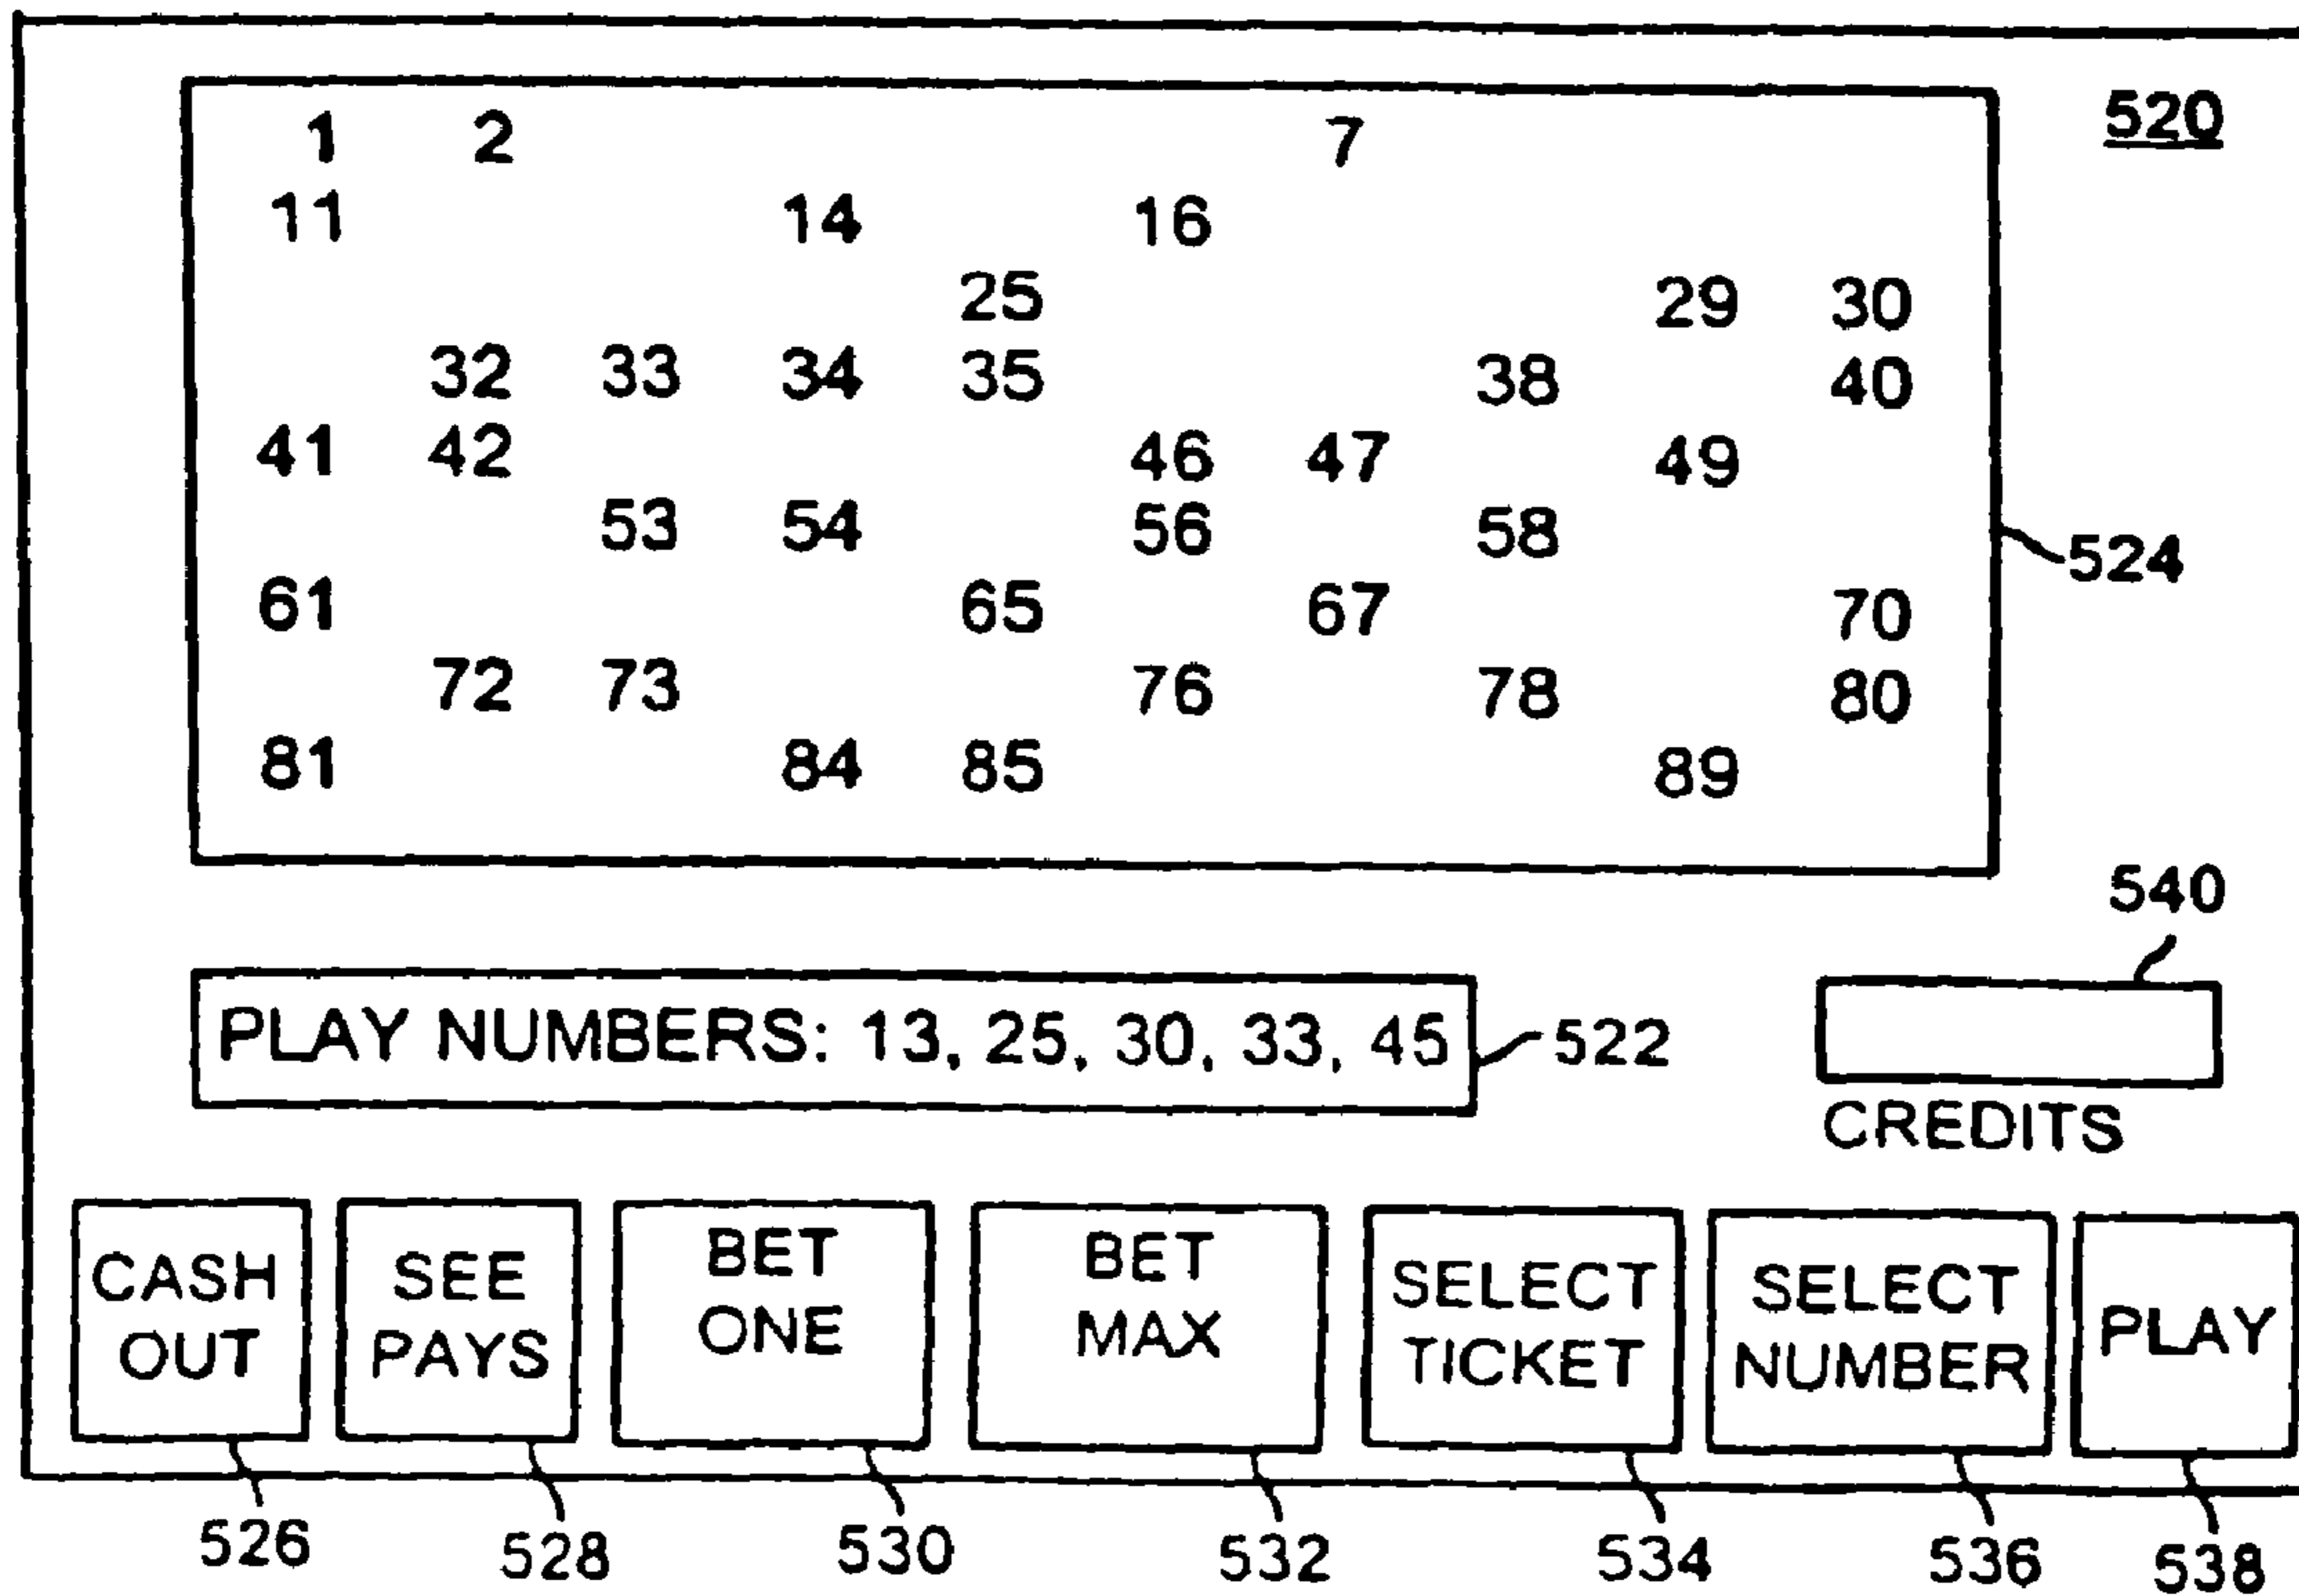 1 2 7 520
11 14 16
25 29 30
32 33 34 35 38 40
41 42 46 47 49
53 54 56 58
524
61 65 67 70
72 73 76 78 80
81 84 85 89
540
PLAY NUMBERS: 13, 25, 30, 33, 45 522
CREDITS
CASH OUT
SEE PAYS
BET ONE
BET MAX
SELECT TICKET
SELECT NUMBER
PLAY
526 528 530 532 534 536 538